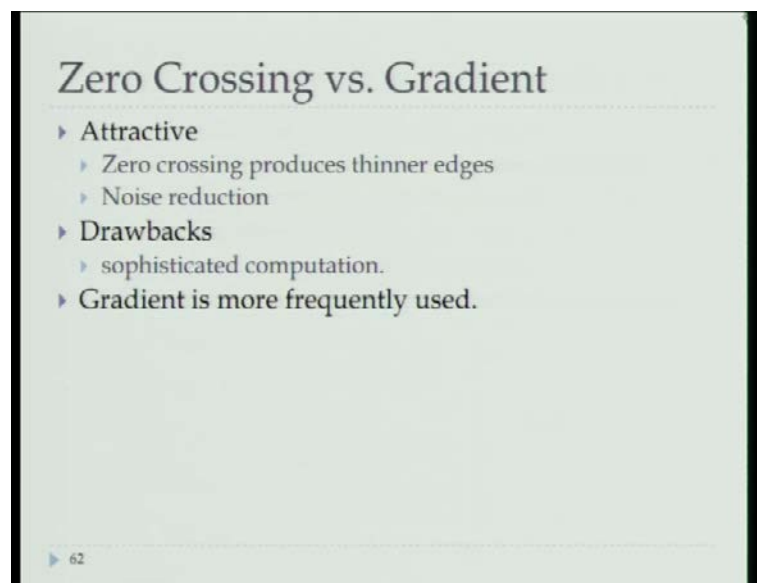 Zero Crossing vs. Gradient
Attractive
Zero crossing produces thinner edges
Noise reduction
Drawbacks
sophisticated computation.
Gradient is more frequently used.
62